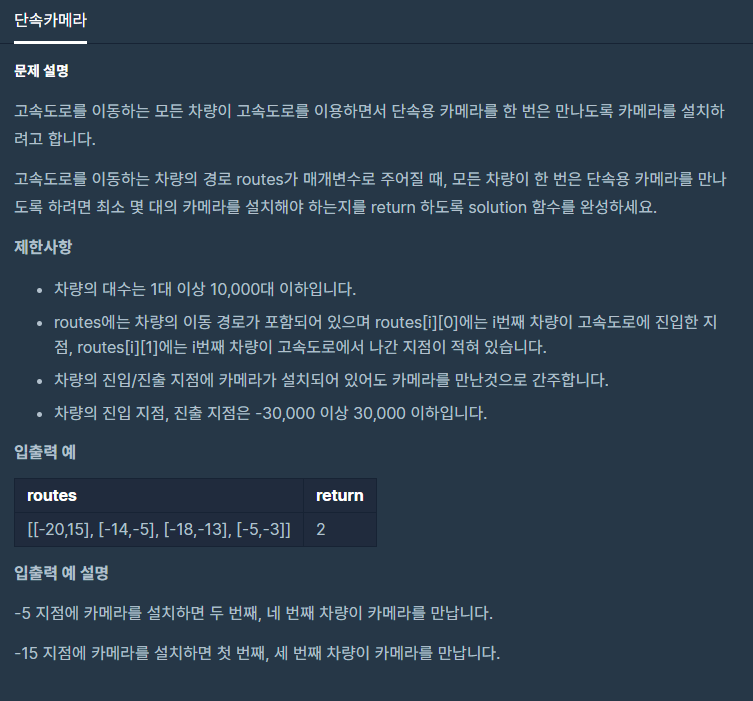 단속카메라
문제 설명
고속도로를 이동하는 모든 차량이 고속도로를 이용하면서 단속용 카메라를 한 번은 만나도록 카메라를 설치하
려고 합니다.
고속도로를 이동하는 차량의 경로 routes가 매개변수로 주어질 때, 모든 차량이 한 번은 단속용 카메라를 만나
도록 하려면 최소 몇 대의 카메라를 설치해야 하는지를 return 하도록 solution 함수를 완성하세요.
제한사항
• 차량의 대수는 1대 이상 10,000대 이하입니다.
• routes에는 차량의 이동 경로가 포함되어 있으며 routes[i][0]에는 i번째 차량이 고속도로에 진입한 지
점, routes[i][1]에는 i번째 차량이 고속도로에서 나간 지점이 적혀 있습니다.
• 차량의 진입/진출 지점에 카메라가 설치되어 있어도 카메라를 만난것으로 간주합니다.
• 차량의 진입 지점, 진출 지점은 -30,000 이상 30,000 이하입니다.
입출력 예
routes return
[[-20,15], [-14,-5], [-18,-13], [-5,-3]] 2
입출력 예 설명
-5 지점에 카메라를 설치하면 두 번째, 네 번째 차량이 카메라를 만납니다.
-15 지점에 카메라를 설치하면 첫 번째, 세 번째 차량이 카메라를 만납니다.